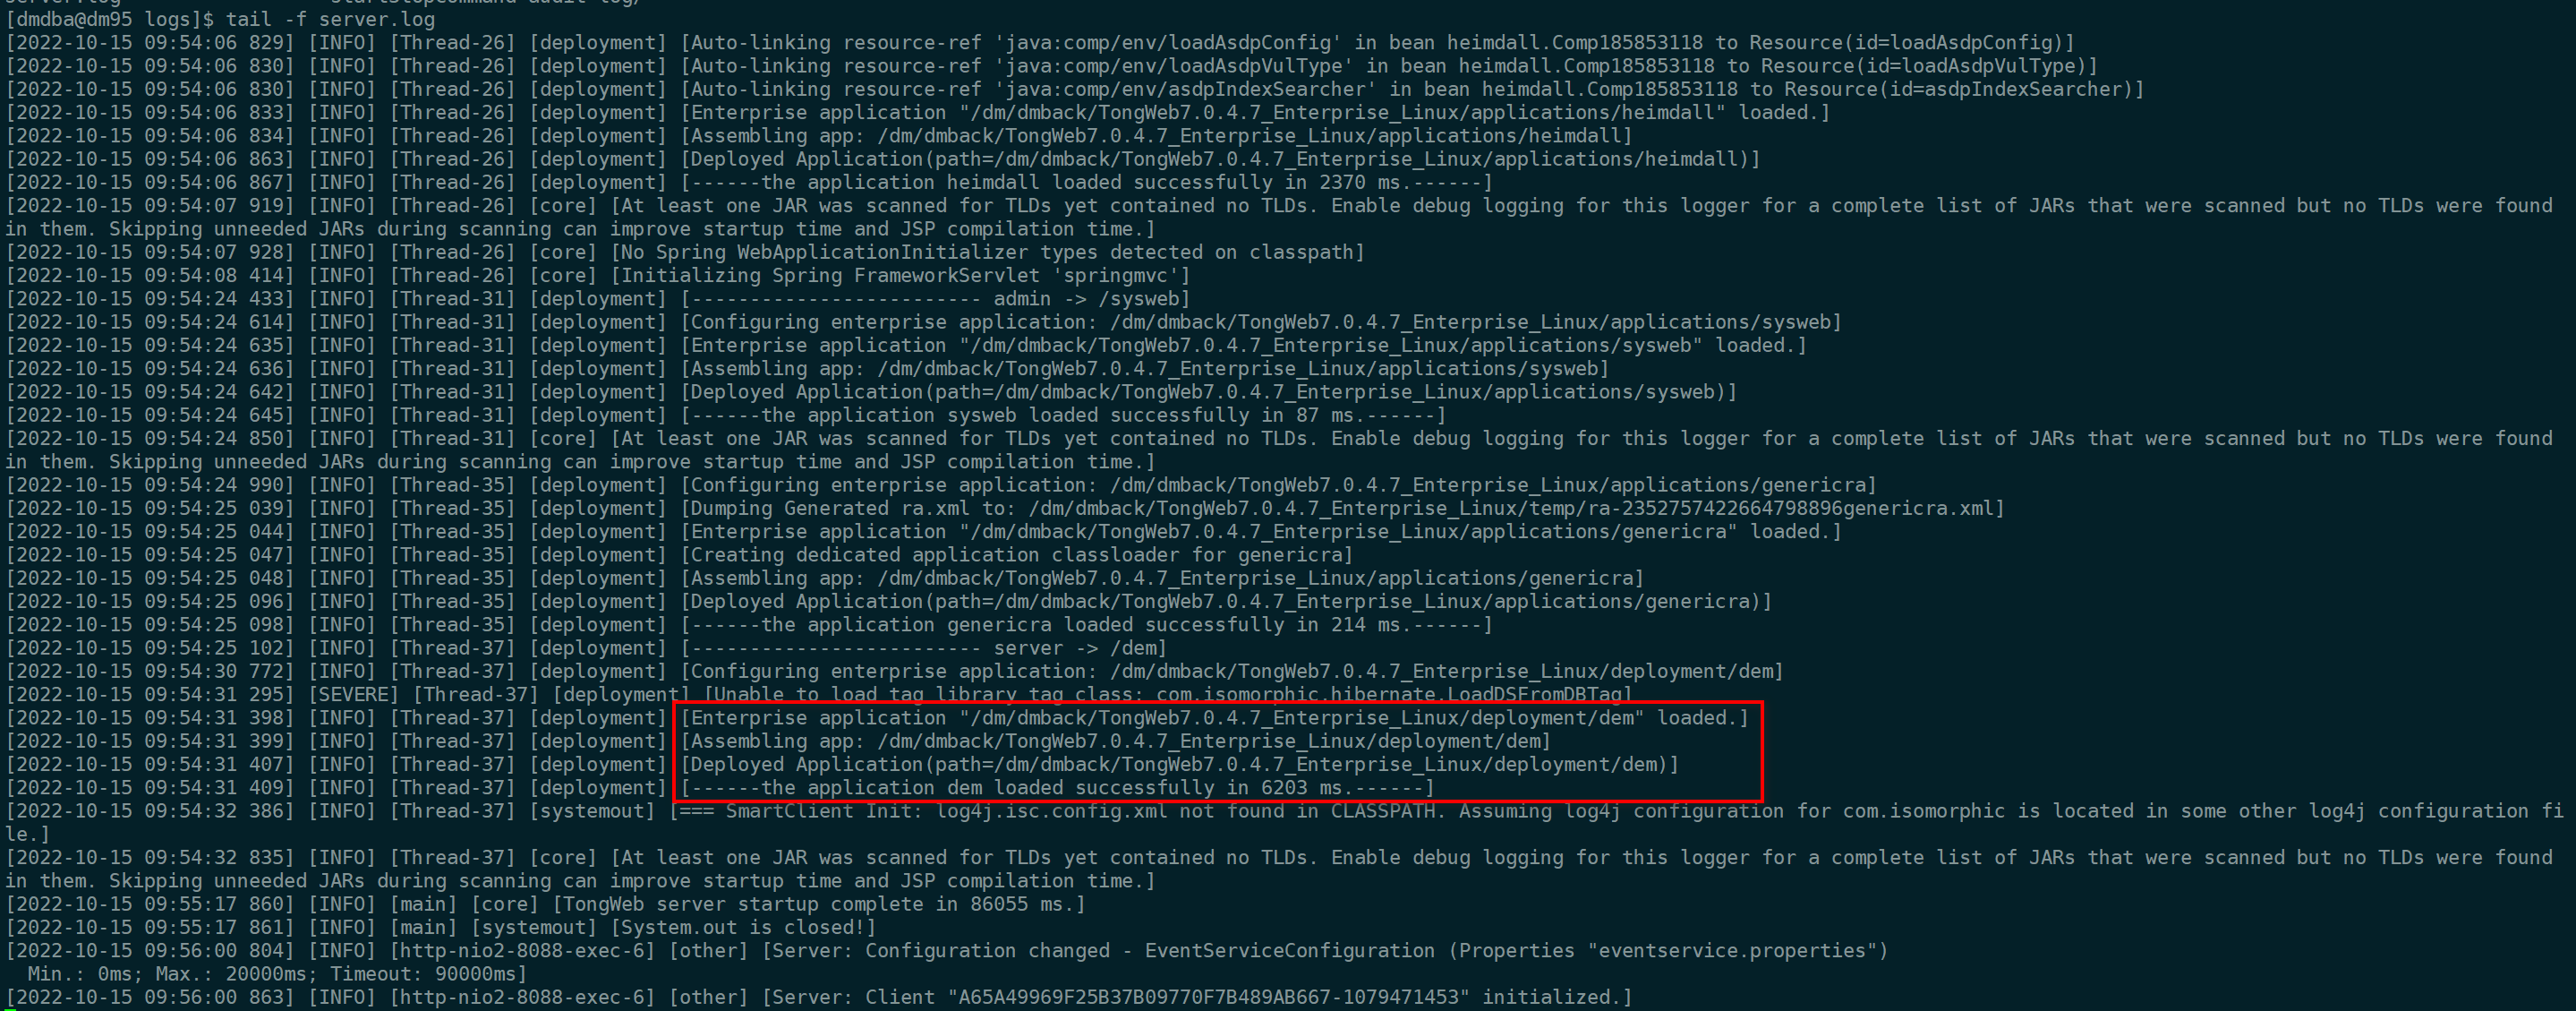 [dmdba@dm95 logs]$ tail -f server.log
[2022-10-15 09:54:06 829] [INFO] [Thread-26] [deployment] [Auto-linking resource-ref 'java:comp/env/loadAsdpConfig' in bean heimdall.Comp185853118 to Resource(id=loadAsdpConfig)]
[2022-10-15 09:54:06 830] [INFO] [Thread-26] [deployment] [Auto-linking resource-ref 'java:comp/env/loadAsdpVulType' in bean heimdall.Comp185853118 to Resource(id=loadAsdpVulType)]
[2022-10-15 09:54:06 830] [INFO] [Thread-26] [deployment] [Auto-linking resource-ref 'java:comp/env/asdpIndexSearcher' in bean heimdall.Comp185853118 to Resource(id=asdpIndexSearcher)]
[2022-10-15 09:54:06 833] [INFO] [Thread-26] [deployment] [Enterprise application "/dm/dmback/TongWeb7.0.4.7_Enterprise_Linux/applications/heimdall" loaded.]
[2022-10-15 09:54:06 834] [INFO] [Thread-26] [deployment] [Assembling app: /dm/dmback/TongWeb7.0.4.7_Enterprise_Linux/applications/heimdall]
[2022-10-15 09:54:06 863] [INFO] [Thread-26] [deployment] [Deployed Application(path=/dm/dmback/TongWeb7.0.4.7_Enterprise_Linux/applications/heimdall)]
[2022-10-15 09:54:06 867] [INFO] [Thread-26] [deployment] [------the application heimdall loaded successfully in 2370 ms.------]
[2022-10-15 09:54:07 919] [INFO] [Thread-26] [core] [At least one JAR was scanned for TLDs yet contained no TLDs. Enable debug logging for this logger for a complete list of JARs that were scanned but no TLDs were found
in them. Skipping unneeded JARs during scanning can improve startup time and JSP compilation time.]
[2022-10-15 09:54:07 928] [INFO] [Thread-26] [core] [No Spring WebApplicationInitializer types detected on classpath]
[2022-10-15 09:54:08 414] [INFO] [Thread-26] [core] [Initializing Spring FrameworkServlet 'springmvc']
[2022-10-15 09:54:24 433] [INFO] [Thread-31] [deployment] [------------------------- admin -> /sysweb]
[2022-10-15 09:54:24 614] [INFO] [Thread-31] [deployment] [Configuring enterprise application: /dm/dmback/TongWeb7.0.4.7_Enterprise_Linux/applications/sysweb]
[2022-10-15 09:54:24 635] [INFO] [Thread-31] [deployment] [Enterprise application "/dm/dmback/TongWeb7.0.4.7_Enterprise_Linux/applications/sysweb" loaded.]
[2022-10-15 09:54:24 636] [INFO] [Thread-31] [deployment] [Assembling app: /dm/dmback/TongWeb7.0.4.7_Enterprise_Linux/applications/sysweb]
[2022-10-15 09:54:24 642] [INFO] [Thread-31] [deployment] [Deployed Application(path=/dm/dmback/TongWeb7.0.4.7_Enterprise_Linux/applications/sysweb)]
[2022-10-15 09:54:24 645] [INFO] [Thread-31] [deployment] [------the application sysweb loaded successfully in 87 ms.------]
[2022-10-15 09:54:24 850] [INFO] [Thread-31] [core] [At least one JAR was scanned for TLDs yet contained no TLDs. Enable debug logging for this logger for a complete list of JARs that were scanned but no TLDs were found
in them. Skipping unneeded JARs during scanning can improve startup time and JSP compilation time.]
[2022-10-15 09:54:24 990] [INFO] [Thread-35] [deployment] [Configuring enterprise application: /dm/dmback/TongWeb7.0.4.7_Enterprise_Linux/applications/genericra]
[2022-10-15 09:54:25 039] [INFO] [Thread-35] [deployment] [Dumping Generated ra.xml to: /dm/dmback/TongWeb7.0.4.7_Enterprise_Linux/temp/ra-2352757422664798896genericra.xml]
[2022-10-15 09:54:25 044] [INFO] [Thread-35] [deployment] [Enterprise application "/dm/dmback/TongWeb7.0.4.7_Enterprise_Linux/applications/genericra" loaded.]
[2022-10-15 09:54:25 047] [INFO] [Thread-35] [deployment] [Creating dedicated application classloader for genericra]
[2022-10-15 09:54:25 048] [INFO] [Thread-35] [deployment] [Assembling app: /dm/dmback/TongWeb7.0.4.7_Enterprise_Linux/applications/genericra]
[2022-10-15 09:54:25 096] [INFO] [Thread-35] [deployment] [Deployed Application(path=/dm/dmback/TongWeb7.0.4.7_Enterprise_Linux/applications/genericra)]
[2022-10-15 09:54:25 098] [INFO] [Thread-35] [deployment] [------the application genericra loaded successfully in 214 ms.------]
[2022-10-15 09:54:25 102] [INFO] [Thread-37] [deployment] [------------------------- server -> /dem]
[2022-10-15 09:54:30 772] [INFO] [Thread-37] [deployment] [Configuring enterprise application: /dm/dmback/TongWeb7.0.4.7_Enterprise_Linux/deployment/dem]
[2022-10-15 09:54:31 295] [SEVERE] [Thread-37] [deployment] [Unable to load tag library tag class: com.isomorphic.hibernate.LoadDSFromDBTag]
[2022-10-15 09:54:31 398] [INFO] [Thread-37] [deployment] [Enterprise application "/dm/dmback/TongWeb7.0.4.7_Enterprise_Linux/deployment/dem" loaded.]
[2022-10-15 09:54:31 399] [INFO] [Thread-37] [deployment] [Assembling app: /dm/dmback/TongWeb7.0.4.7_Enterprise_Linux/deployment/dem]
[2022-10-15 09:54:31 407] [INFO] [Thread-37] [deployment] [Deployed Application(path=/dm/dmback/TongWeb7.0.4.7_Enterprise_Linux/deployment/dem)]
[2022-10-15 09:54:31 409] [INFO] [Thread-37] [deployment] [------the application dem loaded successfully in 6203 ms.------]
[2022-10-15 09:54:32 386] [INFO] [Thread-37] [systemout] [=== SmartClient Init: log4j.isc.config.xml not found in CLASSPATH. Assuming log4j configuration for com.isomorphic is located in some other log4j configuration fi
le.]
[2022-10-15 09:54:32 835] [INFO] [Thread-37] [core] [At least one JAR was scanned for TLDs yet contained no TLDs. Enable debug logging for this logger for a complete list of JARs that were scanned but no TLDs were found
in them. Skipping unneeded JARs during scanning can improve startup time and JSP compilation time.]
[2022-10-15 09:55:17 860] [INFO] [main] [core] [TongWeb server startup complete in 86055 ms.]
[2022-10-15 09:55:17 861] [INFO] [main] [systemout] [System.out is closed!]
[2022-10-15 09:56:00 804] [INFO] [http-nio2-8088-exec-6] [other] [Server: Configuration changed - EventServiceConfiguration (Properties "eventservice.properties")
Min.: 0ms; Max.: 20000ms; Timeout: 90000ms]
[2022-10-15 09:56:00 863] [INFO] [http-nio2-8088-exec-6] [other] [Server: Client "A65A49969F25B37B09770F7B489AB667-1079471453" initialized.]